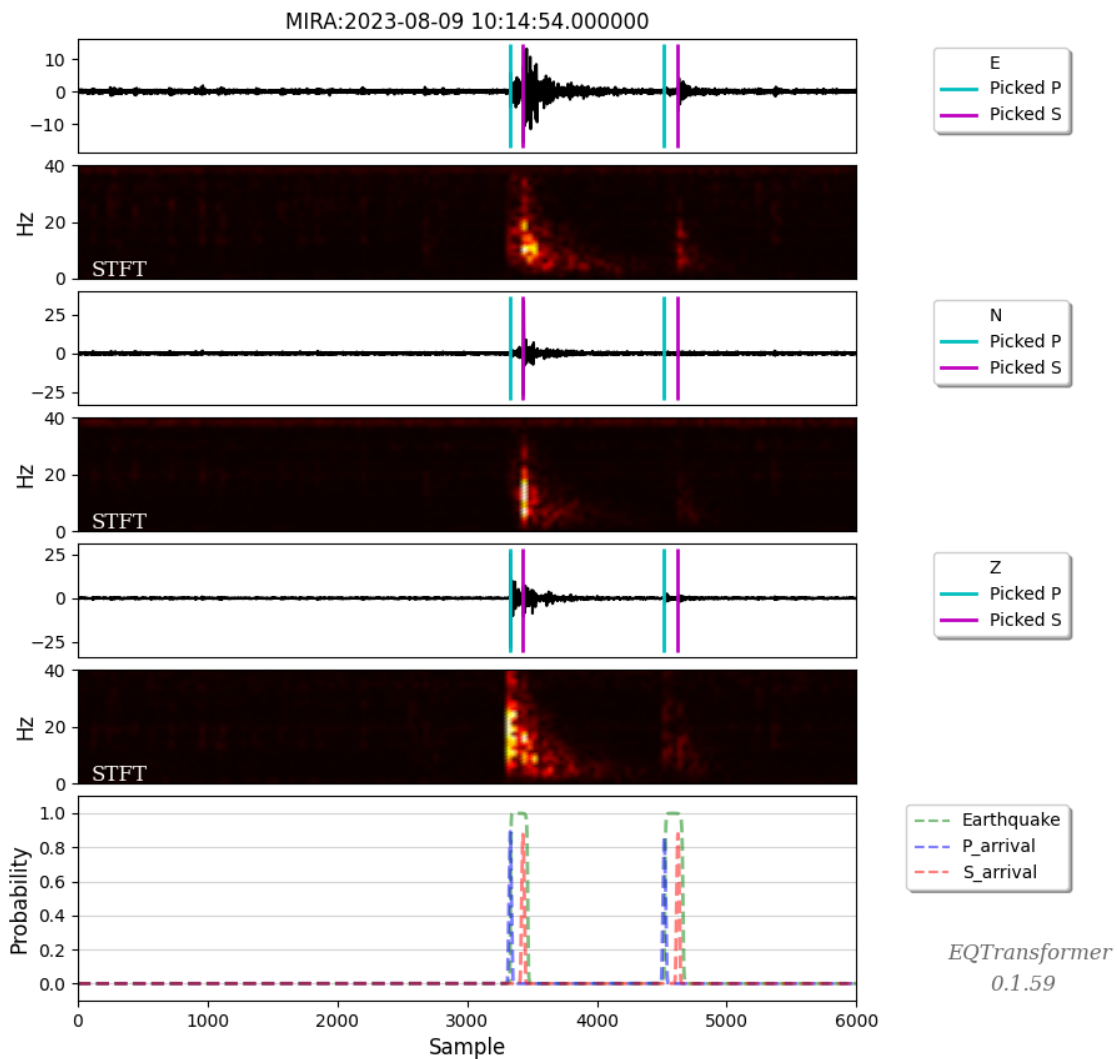 MIRA:2023-08-09 10:14:54.000000
10
0
−10
E
Picked P
Picked S
40
20
0
Hz
STFT
25
0
−25
N
Picked P
Picked S
40
20
0
Hz
STFT
25
0
−25
Z
Picked P
Picked S
40
20
0
Hz
STFT
1.0
0.8
0.6
0.4
0.2
0.0
Probability
Earthquake
P_arrival
S_arrival
0 1000 2000 3000 4000 5000 6000
Sample
EQTransformer
0.1.59